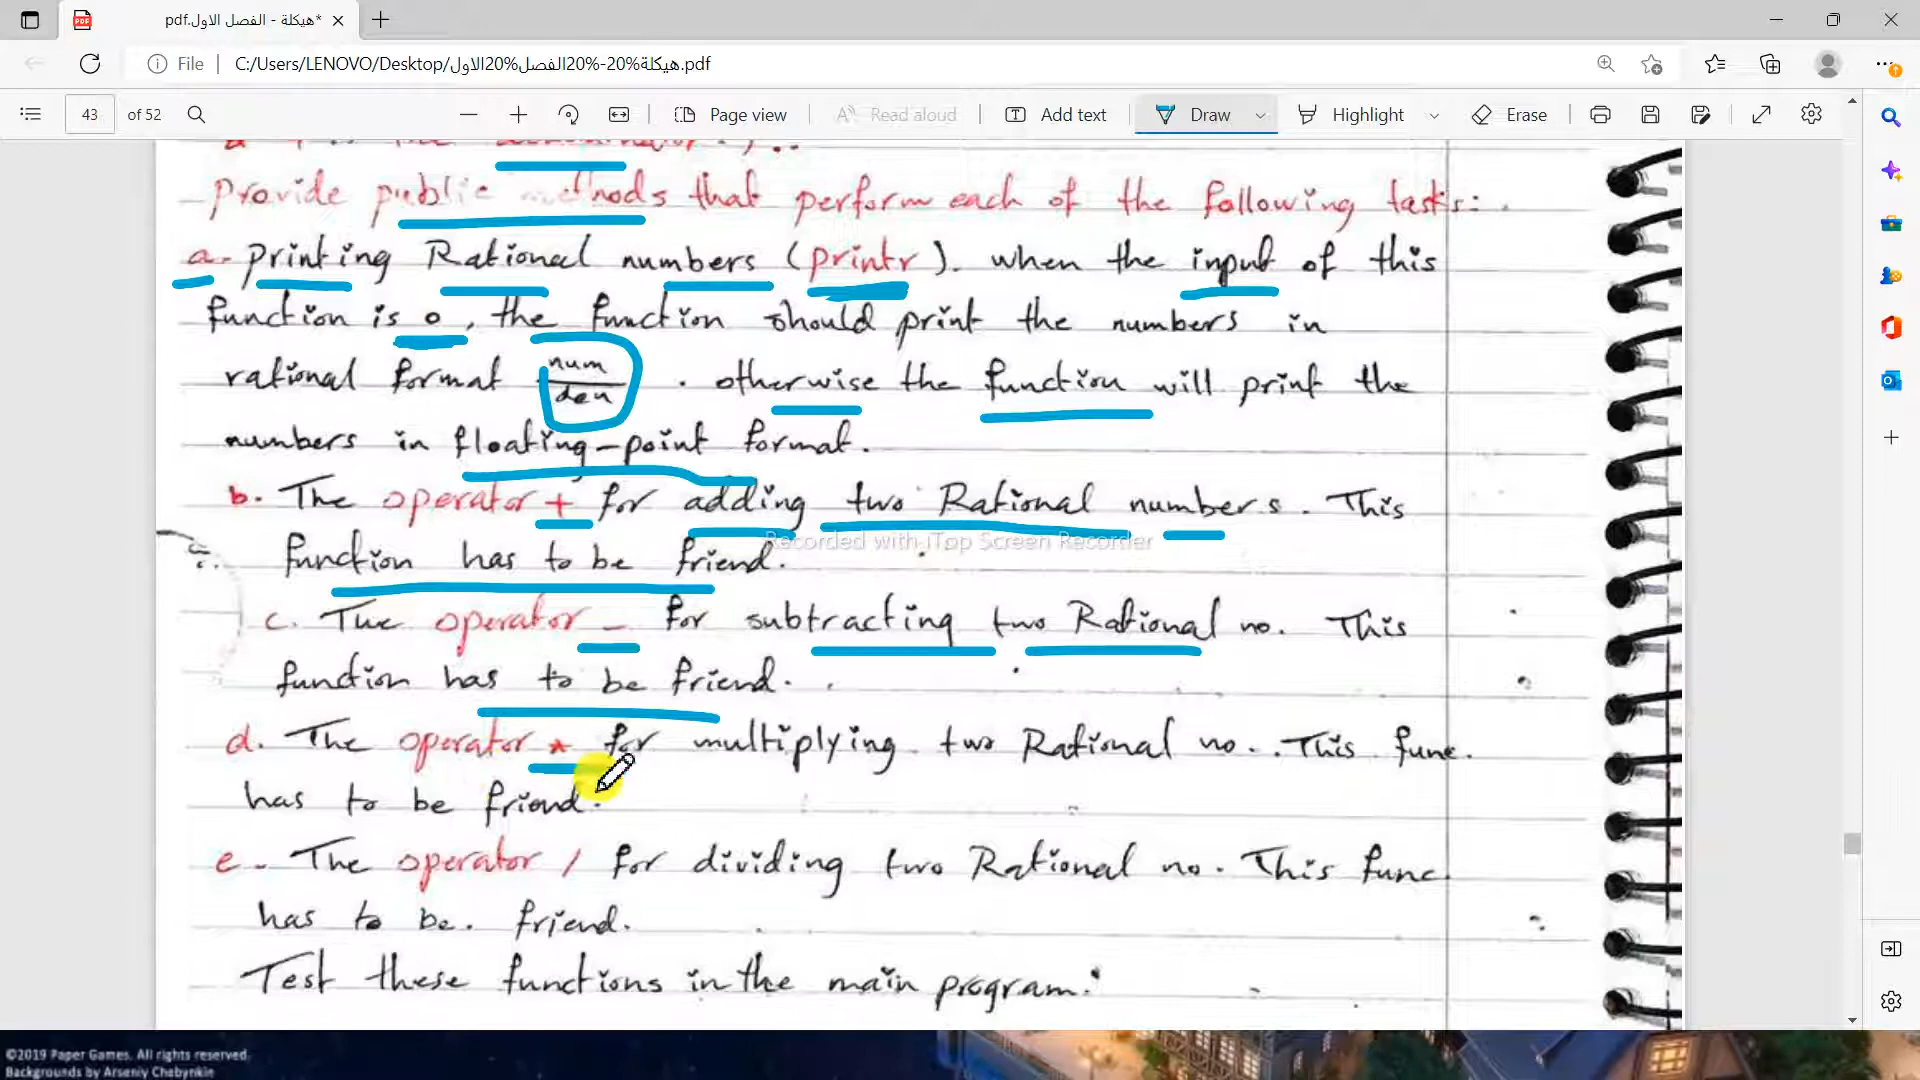 هيكلة - الفصل الاول.pdf*
File
C:/Users/LENOVO/Desktop/هيكلة%20-%20الفصل%20الاول.pdf
43 of 52
Page view
Read aloud
Add text
Draw
Highlight
Erase
- Provide public methods that perform each of the following tasks:
a. printing Rational numbers (printr). when the input of this
function is 0, the function should print the numbers in
rational format num/den. otherwise the function will print the
numbers in floating-point format.
b. The operator + for adding two Rational numbers. This
Recorded with iTop Screen Recorder
function has to be friend.
c. The operator - for subtracting two Rational no. This
function has to be friend.
d. The operator * for multiplying two Rational no. This func.
has to be friend.
e. The operator / for dividing two Rational no. This func.
has to be friend.
Test these functions in the main program.
©2019 Paper Games. All rights reserved.
Backgrounds by Arseniy Chebynkin